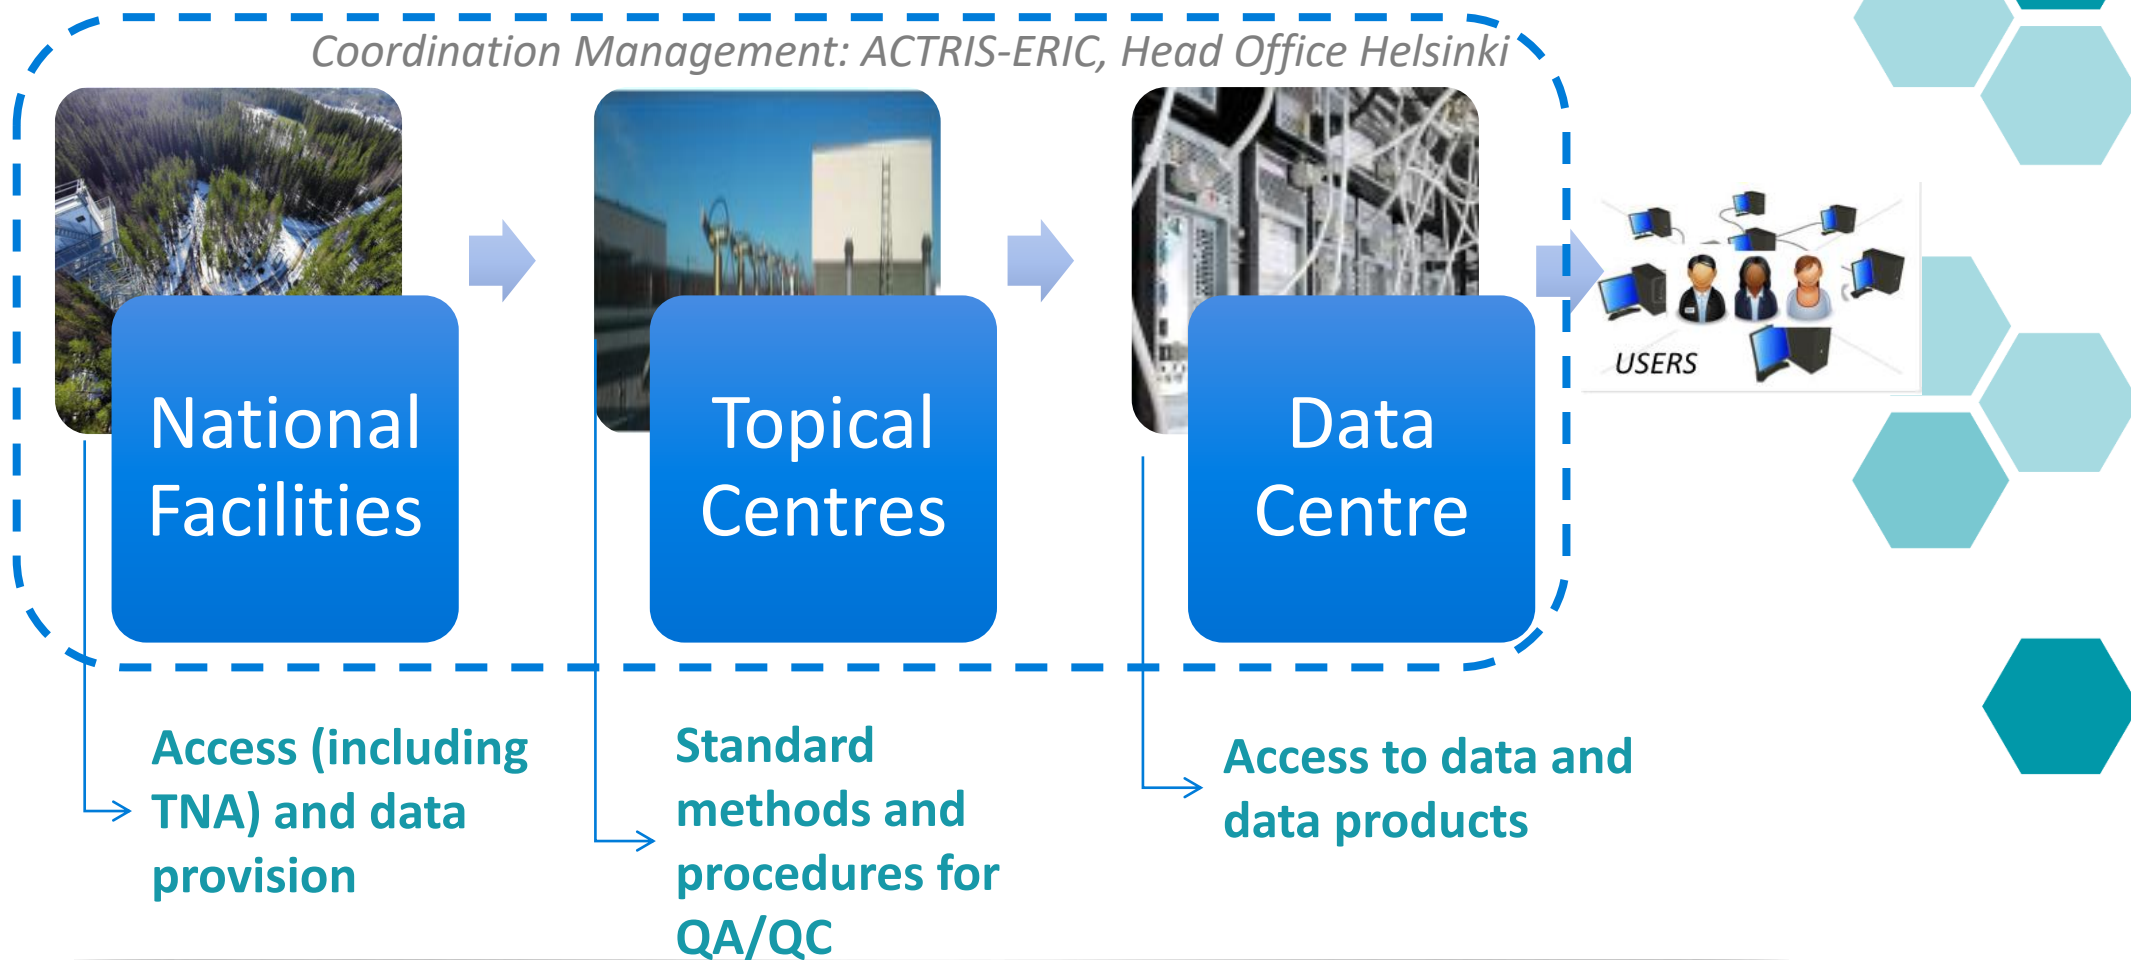 Coordination Management: ACTRIS-ERIC, Head Office Helsinki
National
Facilities
Topical
Centres
Data
Centre
USERS
Access (including
TNA) and data
provision
Standard
methods and
procedures for
QA/QC
Access to data and
data products